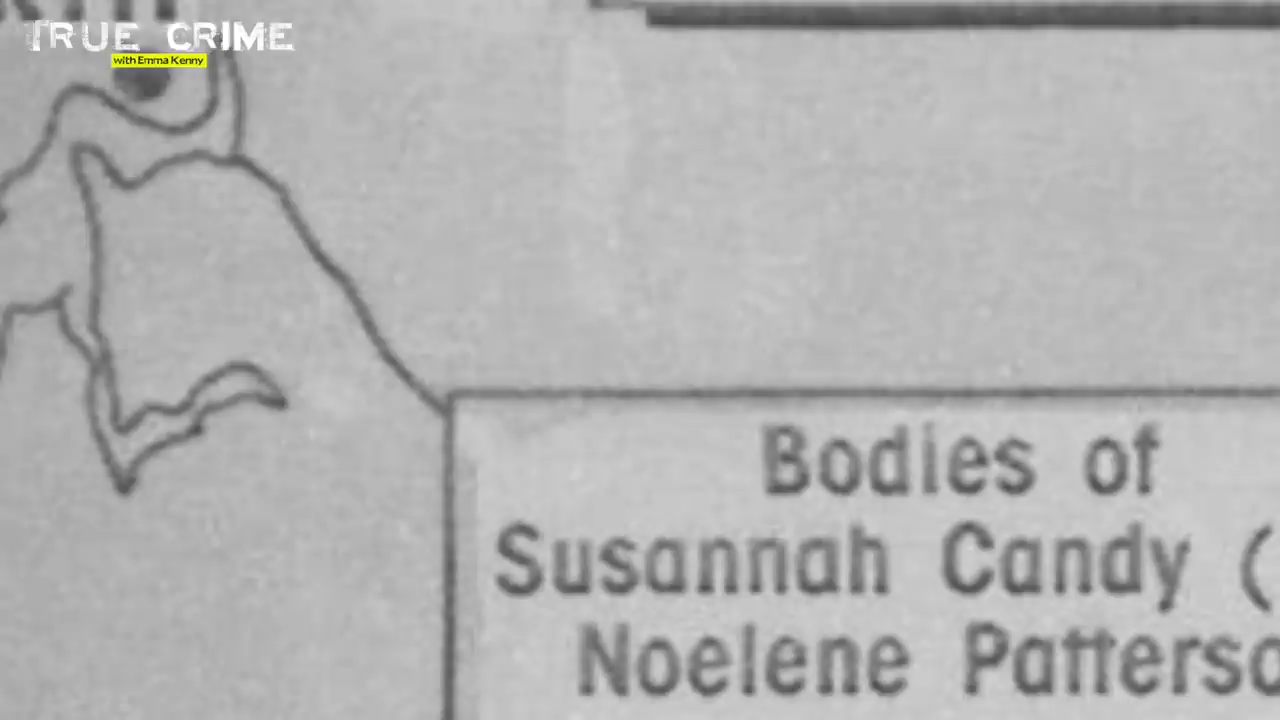 TRUE CRIME
with Emma Kenny
Bodies of
Susannah Candy (
Noelene Patterso